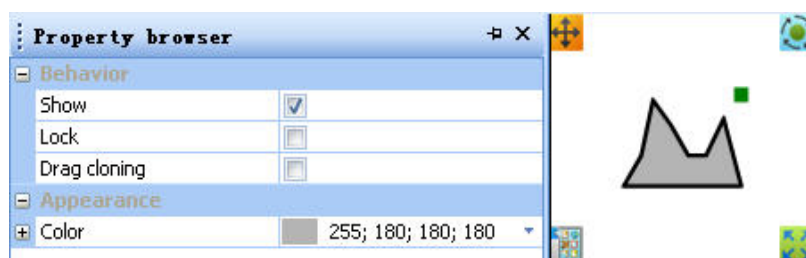 Property browser
Behavior
Show
Lock
Drag cloning
Appearance
Color 255; 180; 180; 180